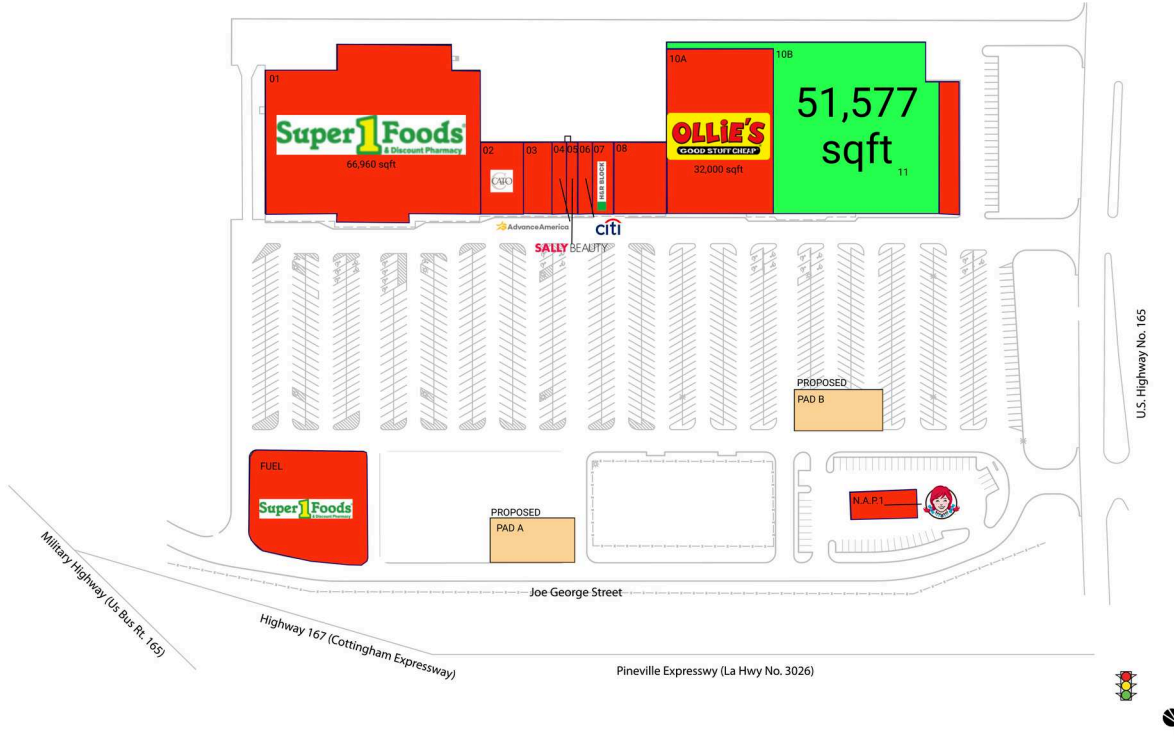 01
Super 1 Foods
& Discount Pharmacy
66,960 sqft
02
CATO
03
04
05
06
07
H&R BLOCK
08
10A
OLLIE'S
GOOD STUFF CHEAP
32,000 sqft
10B
51,577
sqft
11
AdvanceAmerica
citi
SALLY BEAUTY
U.S. Highway No. 165
PROPOSED
PAD B
FUEL
Super 1 Foods
& Discount Pharmacy
N.A.P.1
PROPOSED
PAD A
Military Highway (Us Bus Rt. 165)
Joe George Street
Highway 167 (Cottingham Expressway)
Pineville Expresswy (La Hwy No. 3026)